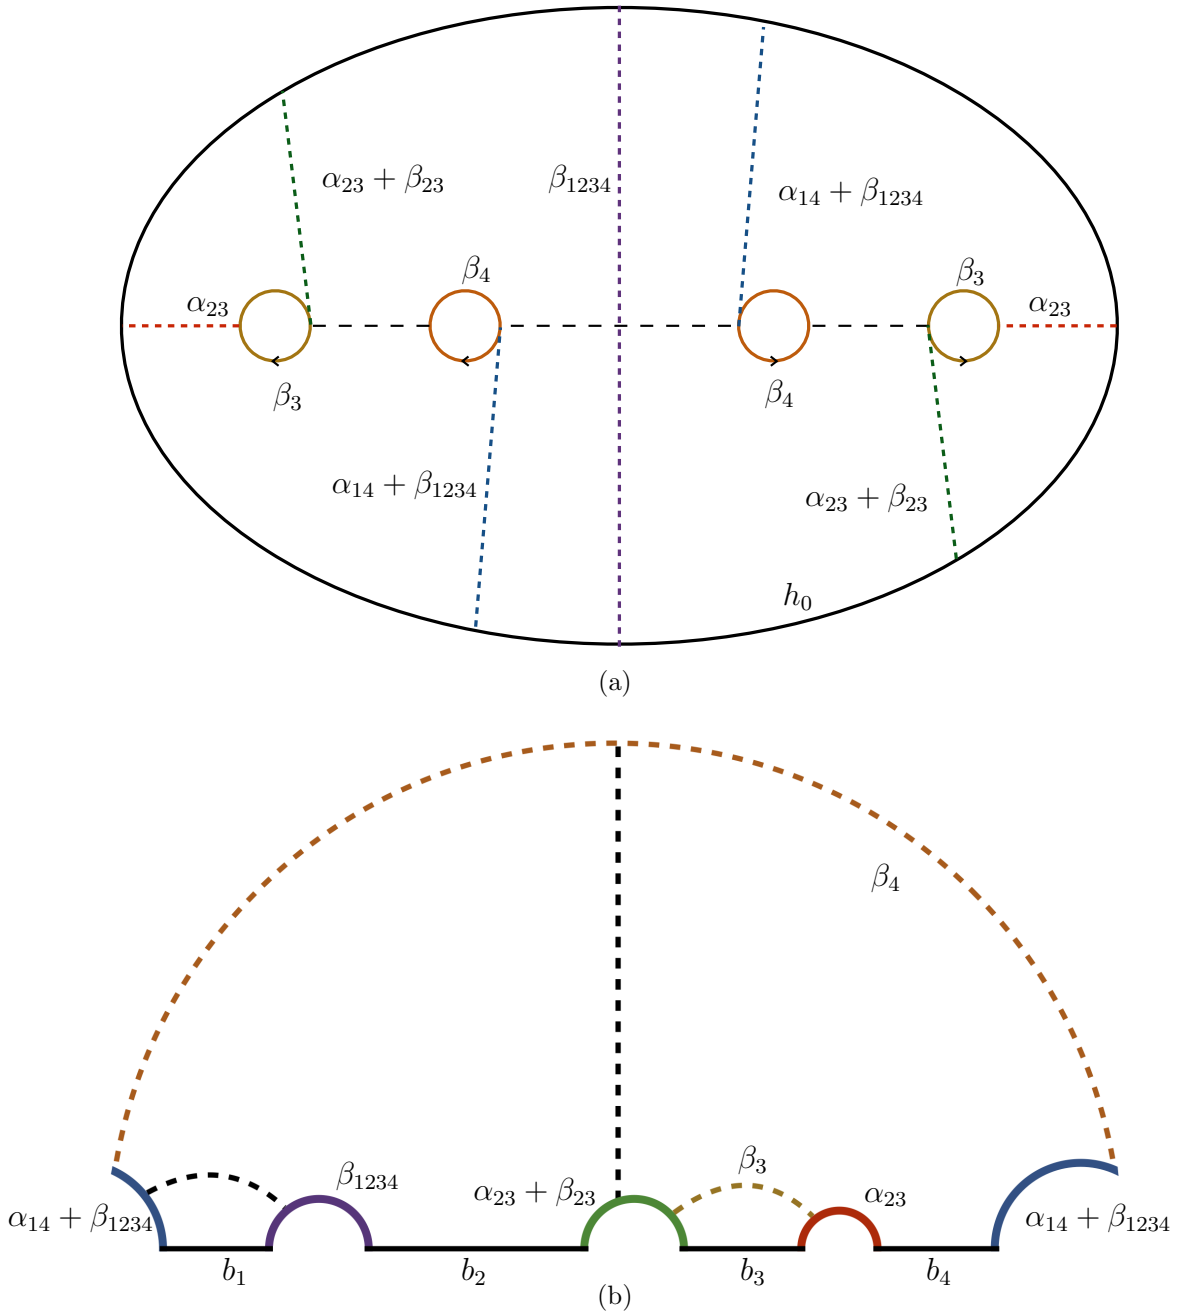 α₂₃ + β₂₃
β₁₂₃₄
α₁₄ + β₁₂₃₄
α₂₃
β₄
β₃
α₂₃
β₃
β₄
α₁₄ + β₁₂₃₄
α₂₃ + β₂₃
h₀
(a)
β₄
β₃
β₁₂₃₄
α₂₃ + β₂₃
α₂₃
α₁₄ + β₁₂₃₄
α₁₄ + β₁₂₃₄
b₁
b₂
b₃
b₄
(b)